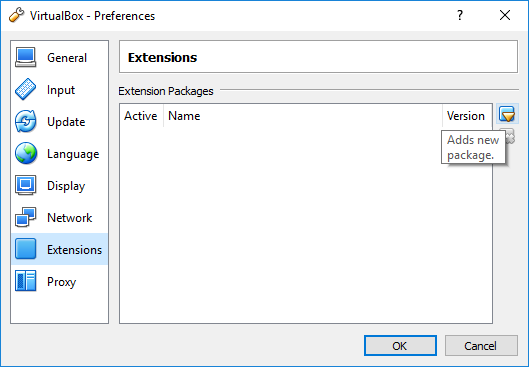 VirtualBox - Preferences
General
Input
Update
Language
Display
Network
Extensions
Proxy
Extensions
Extension Packages
Active Name Version
Adds new
package.
OK Cancel